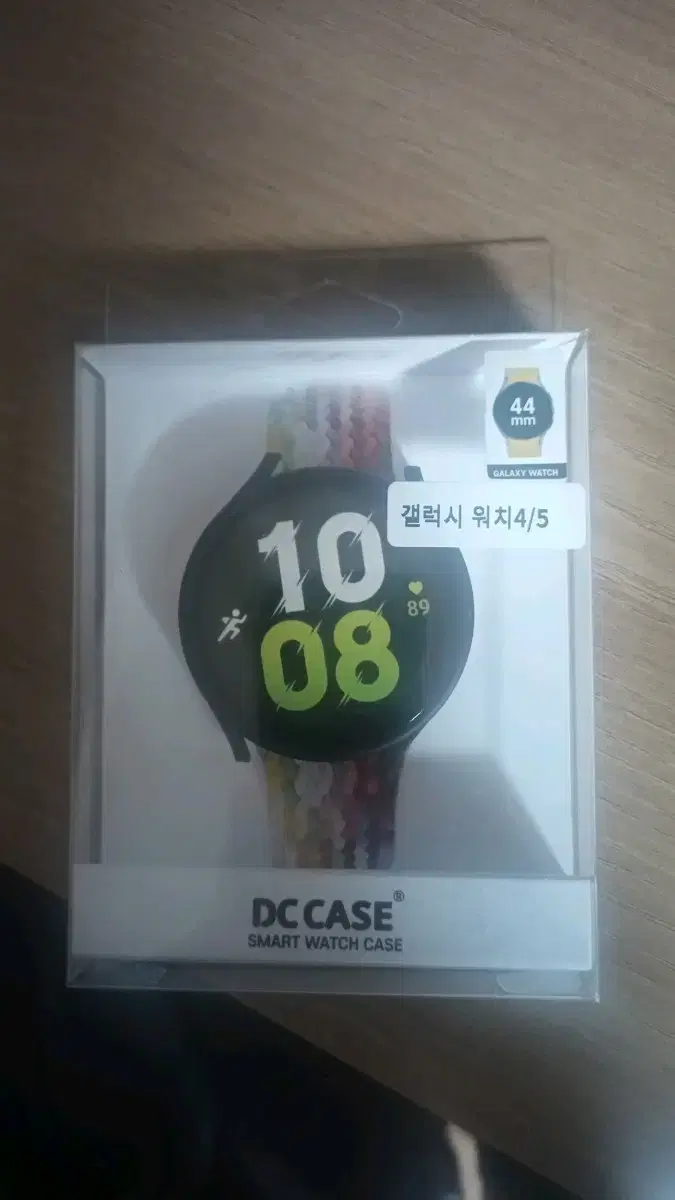 44
mm
GALAXY WATCH
갤럭시 워치4/5
10
89
08
DC CASE®
SMART WATCH CASE